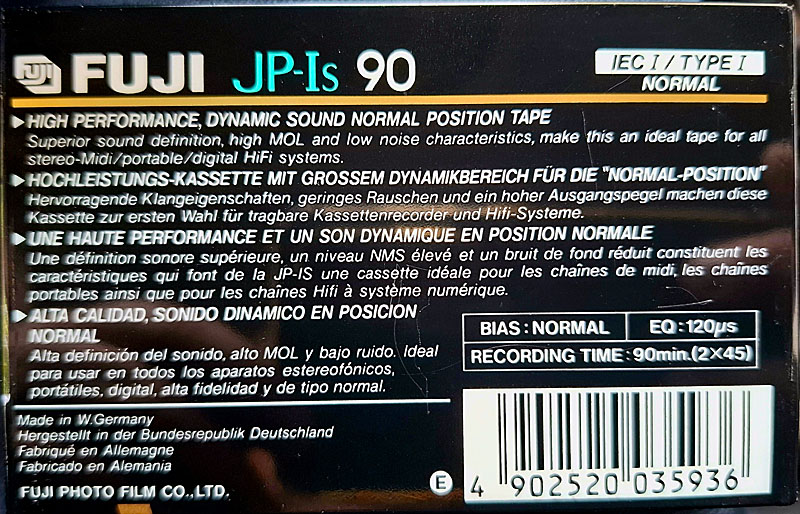 FUJI FUJI JP-Is 90
IEC I / TYPE I
NORMAL
▶HIGH PERFORMANCE, DYNAMIC SOUND NORMAL POSITION TAPE
Superior sound definition, high MOL and low noise characteristics, make this an ideal tape for all
stereo-Midi/portable/digital HiFi systems.
▶HOCHLEISTUNGS-KASSETTE MIT GROSSEM DYNAMIKBEREICH FÜR DIE "NORMAL-POSITION"
Hervorragende Klangeigenschaften, geringes Rauschen und ein hoher Ausgangspegel machen diese
Kassette zur ersten Wahl für tragbare Kassettenrecorder und Hifi-Systeme.
▶UNE HAUTE PERFORMANCE ET UN SON DYNAMIQUE EN POSITION NORMALE
Une définition sonore supérieure, un niveau NMS élevé et un bruit de fond réduit constituent les
caractéristiques qui font de la JP-IS une cassette idéale pour les chaînes de midi, les chaînes
portables ainsi que pour les chaînes Hifi à système numérique.
▶ALTA CALIDAD, SONIDO DINAMICO EN POSICION
NORMAL
Alta definición del sonido, alto MOL y bajo ruido. Ideal
para usar en todos los aparatos estereofónicos,
portátiles, digital, alta fidelidad y de tipo normal.
BIAS : NORMAL EQ : 120µs
RECORDING TIME : 90min. (2×45)
Made in W.Germany
Hergestellt in der Bundesrepublik Deutschland
Fabriqué en Allemagne
Fabricado en Alemania
FUJI PHOTO FILM CO., LTD.
E
4 902520 035936